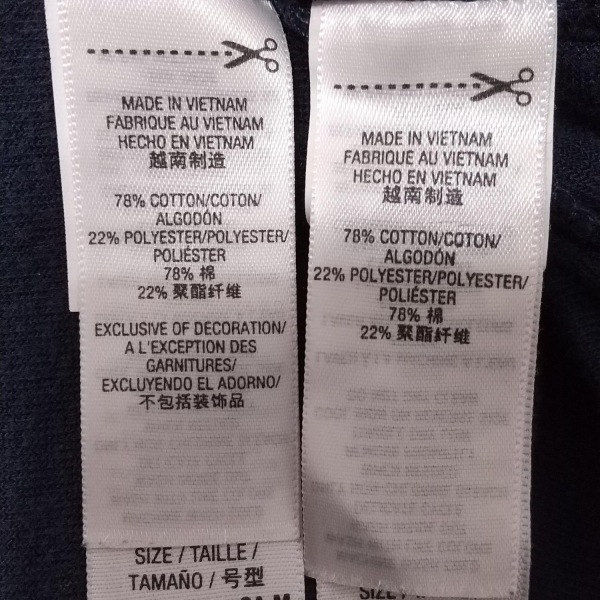 MADE IN VIETNAM
FABRIQUE AU VIETNAM
HECHO EN VIETNAM
越南制造
78% COTTON/COTON/
ALGODÓN
22% POLYESTER/POLYESTER/
POLIÉSTER
78% 棉
22% 聚酯纤维
EXCLUSIVE OF DECORATION/
A L'EXCEPTION DES
GARNITURES/
EXCLUYENDO EL ADORNO/
不包括装饰品
SIZE / TAILLE /
TAMAÑO / 号型
MADE IN VIETNAM
FABRIQUE AU VIETNAM
HECHO EN VIETNAM
越南制造
78% COTTON/COTON/
ALGODÓN
22% POLYESTER/POLYESTER/
POLIÉSTER
78% 棉
22% 聚酯纤维